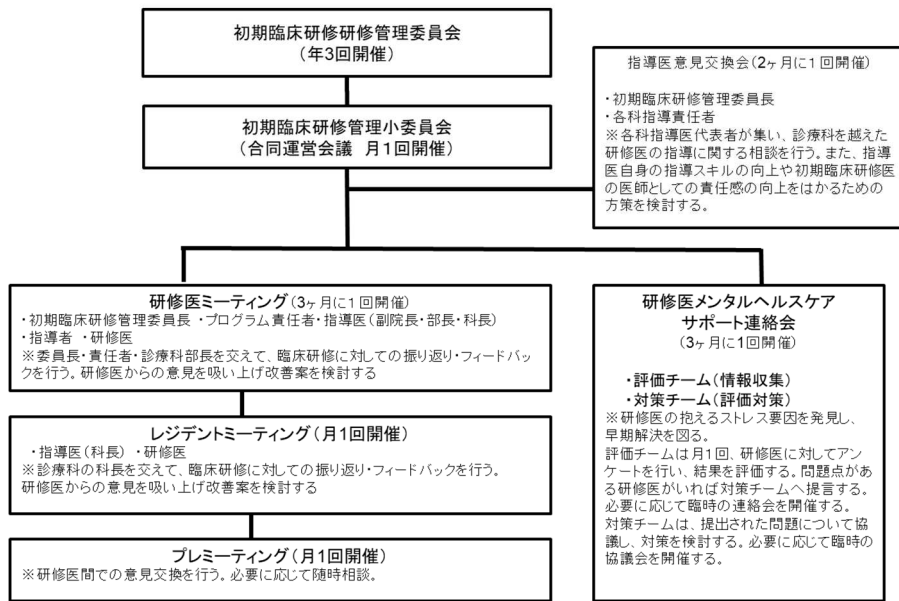 初期臨床研修研修管理委員会
(年3回開催)
初期臨床研修管理小委員会
(合同運営会議 月1回開催)
指導医意見交換会(2ヶ月に1回開催)
・初期臨床研修管理委員長
・各科指導責任者
※各科指導医代表者が集い、診療科を越えた
研修医の指導に関する相談を行う。また、指導
医自身の指導スキルの向上や初期臨床研修医
の医師としての責任感の向上をはかるための
方策を検討する。
研修医ミーティング(3ヶ月に1回開催)
・初期臨床研修管理委員長 ・プログラム責任者・指導医(副院長・部長・科長)
・指導者 ・研修医
※委員長・責任者・診療科部長を交えて、臨床研修に対しての振り返り・フィードバッ
クを行う。研修医からの意見を吸い上げ改善案を検討する
レジデントミーティング(月1回開催)
・指導医(科長) ・研修医
※診療科の科長を交えて、臨床研修に対しての振り返り・フィードバックを行う。
研修医からの意見を吸い上げ改善案を検討する
プレミーティング(月1回開催)
※研修医間での意見交換を行う。必要に応じて随時相談。
研修医メンタルヘルスケア
サポート連絡会
(3ヶ月に1回開催)
・評価チーム(情報収集)
・対策チーム(評価対策)
※研修医の抱えるストレス要因を発見し、
早期解決を図る。
評価チームは月1回、研修医に対してアン
ケートを行い、結果を評価する。問題点があ
る研修医がいれば対策チームへ提言する。
必要に応じて臨時の連絡会を開催する。
対策チームは、提出された問題について協
議し、対策を検討する。必要に応じて臨時の
協議会を開催する。